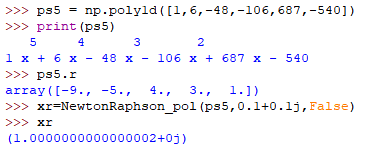 >>> ps5 = np.poly1d([1,6,-48,-106,687,-540])
>>> print(ps5)
   5     4      3       2
1 x + 6 x - 48 x - 106 x + 687 x - 540
>>> ps5.r
array([-9., -5.,  4.,  3.,  1.])
>>> xr=NewtonRaphson_pol(ps5,0.1+0.1j,False)
>>> xr
(1.0000000000000002+0j)